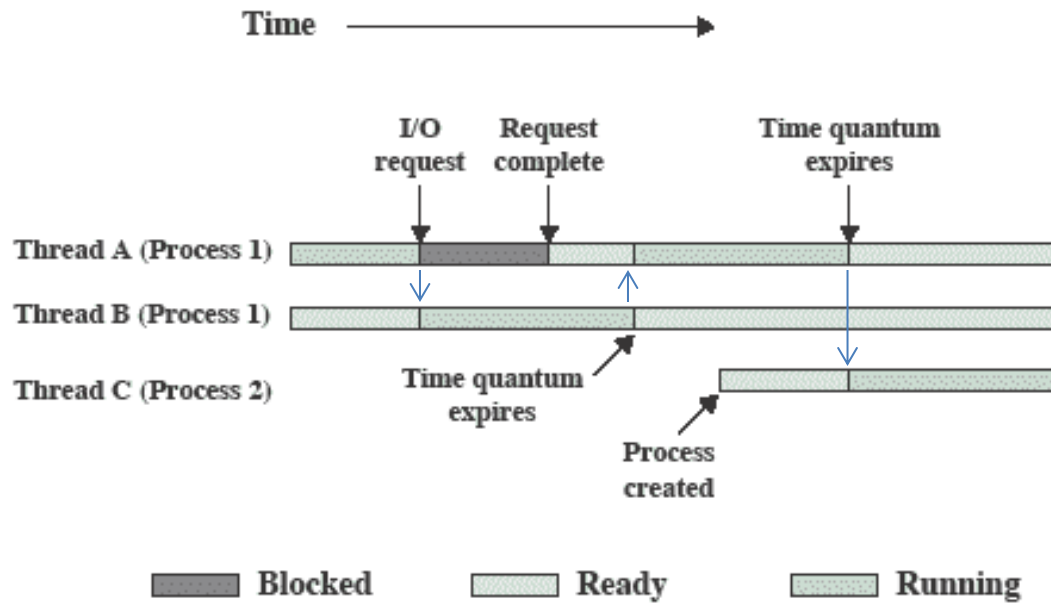 Time
I/O
request
Request
complete
Time quantum
expires
Thread A (Process 1)
Thread B (Process 1)
Time quantum
expires
Thread C (Process 2)
Process
created
Blocked
Ready
Running